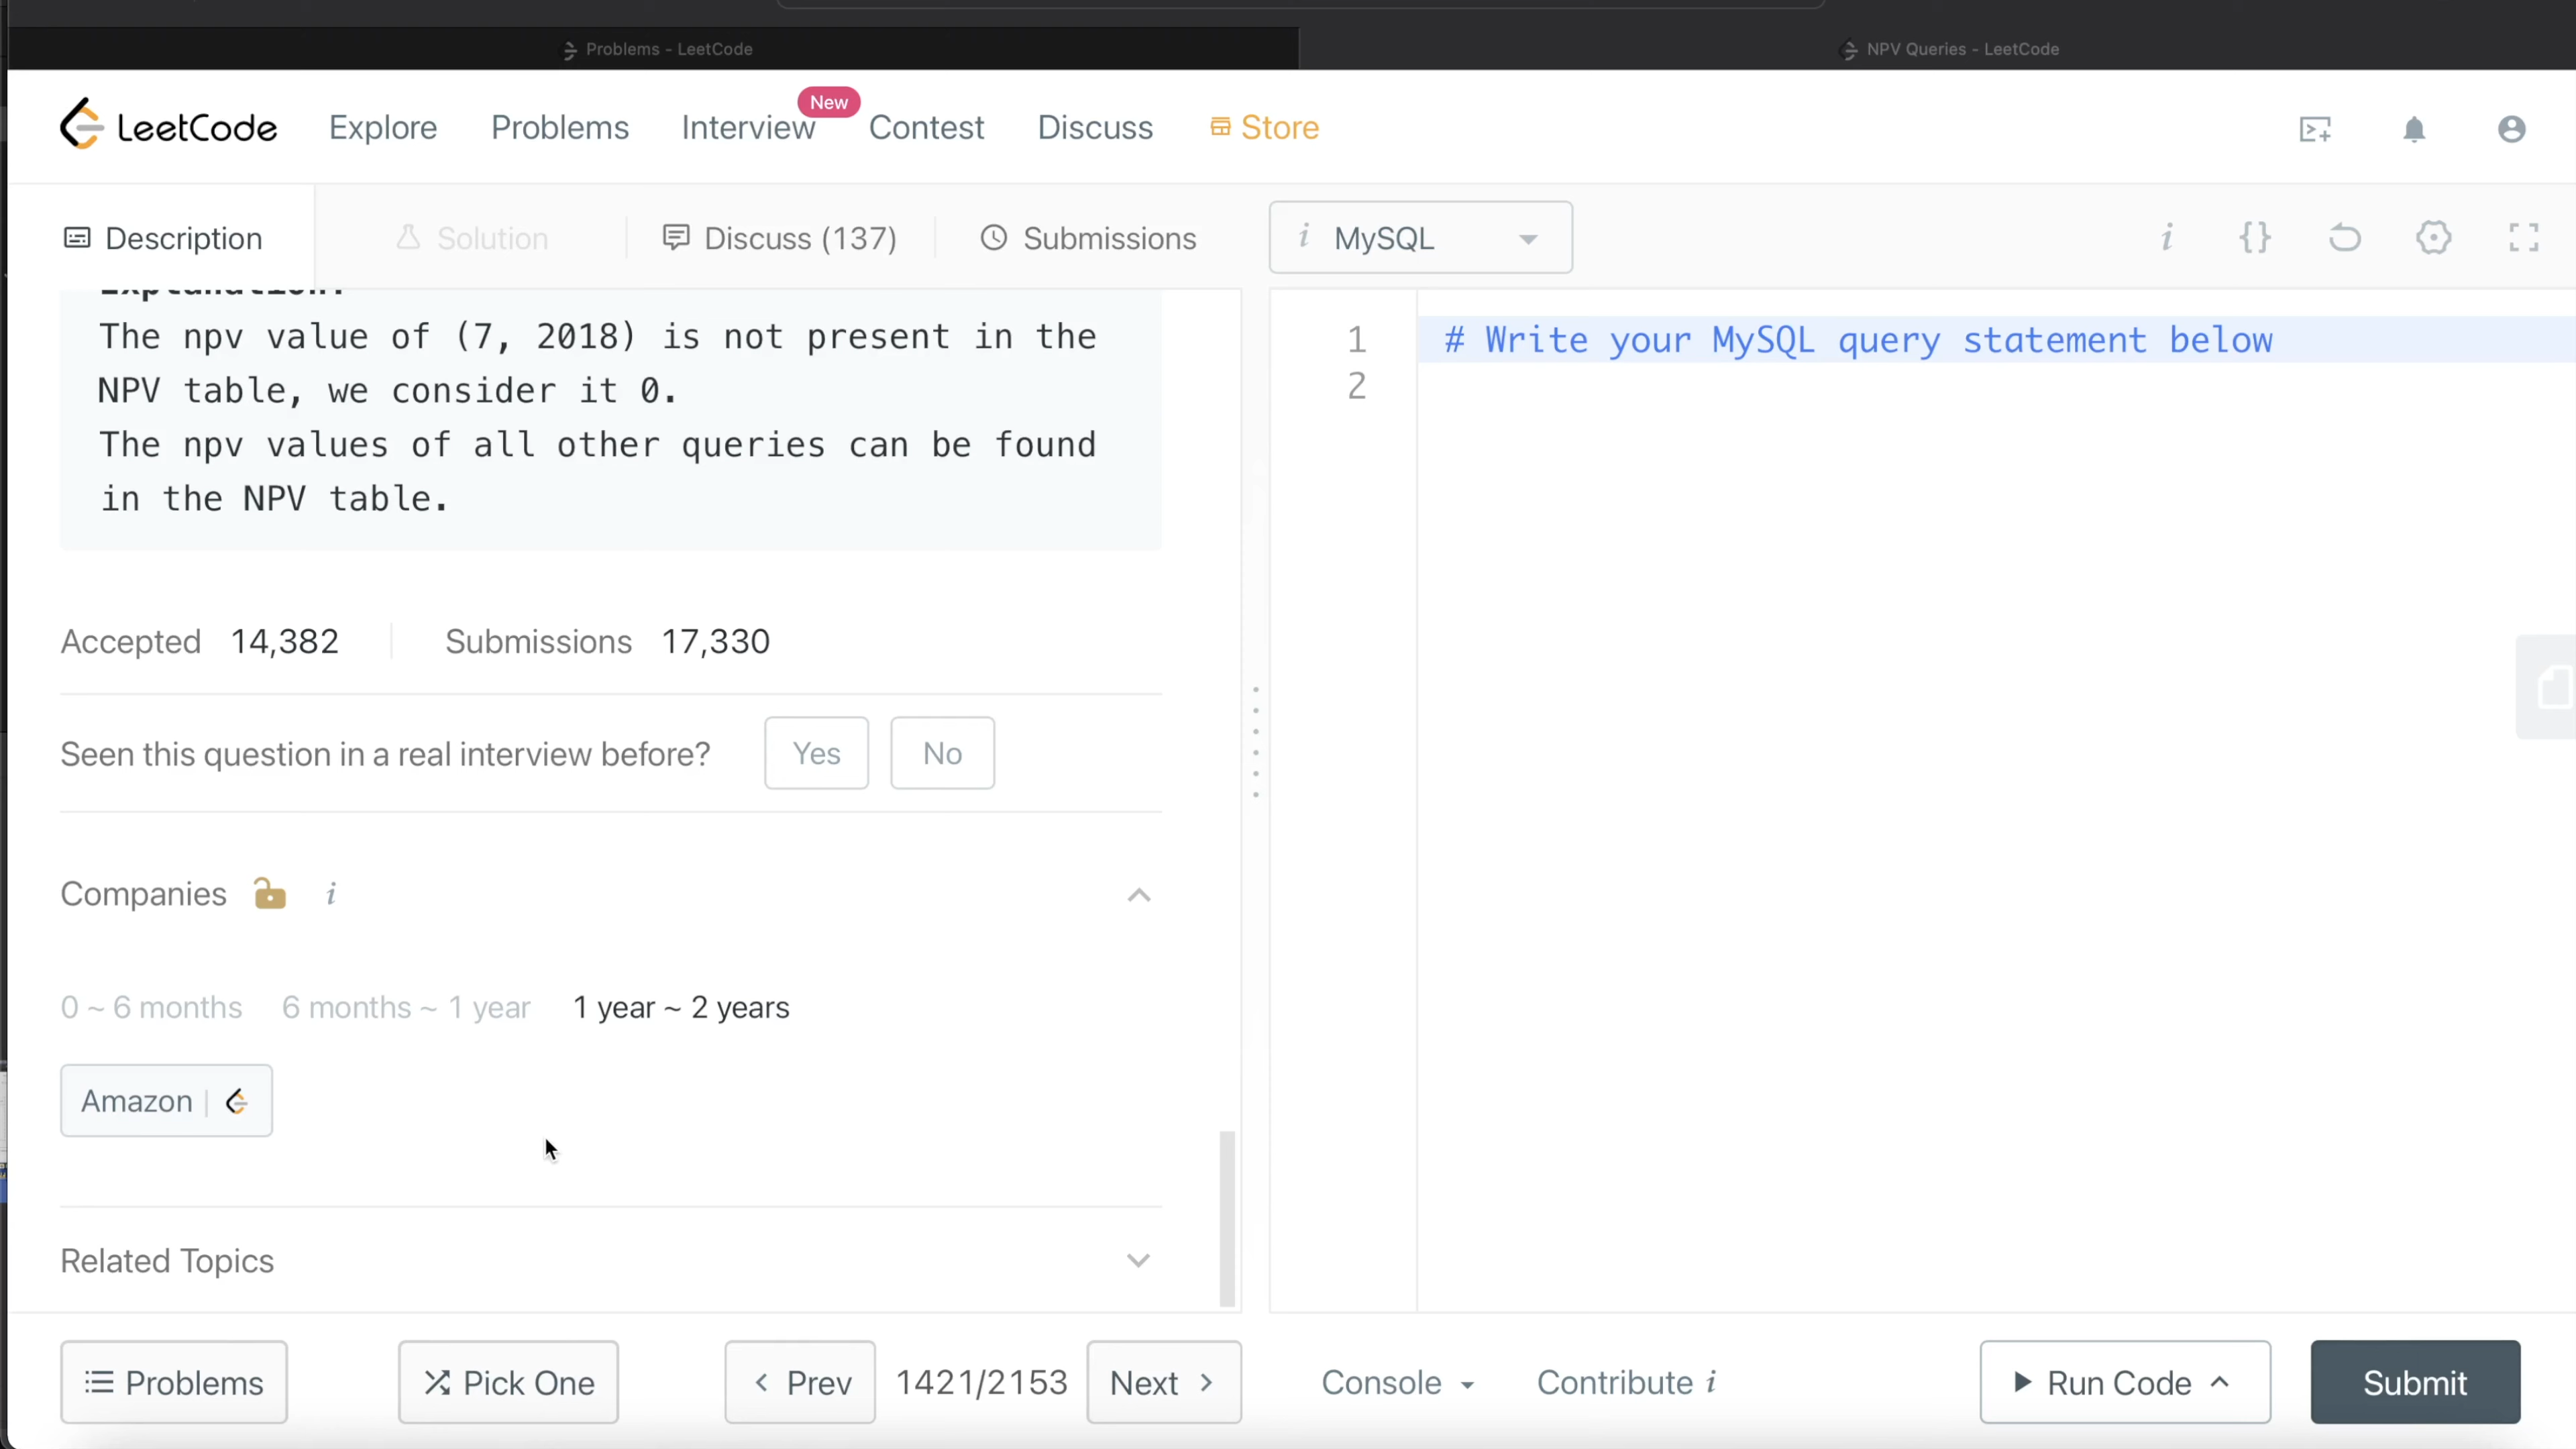 Problems - LeetCode
NPV Queries - LeetCode
LeetCode Explore Problems Interview New Contest Discuss Store
Description Solution Discuss (137) Submissions
i MySQL
i {}
Explanation:
The npv value of (7, 2018) is not present in the
NPV table, we consider it 0.
The npv values of all other queries can be found
in the NPV table.
Accepted 14,382 Submissions 17,330
Seen this question in a real interview before? Yes No
Companies i
0 ~ 6 months 6 months ~ 1 year 1 year ~ 2 years
Amazon
Related Topics
Problems Pick One < Prev 1421/2153 Next >
1 # Write your MySQL query statement below
2
Console Contribute i Run Code Submit